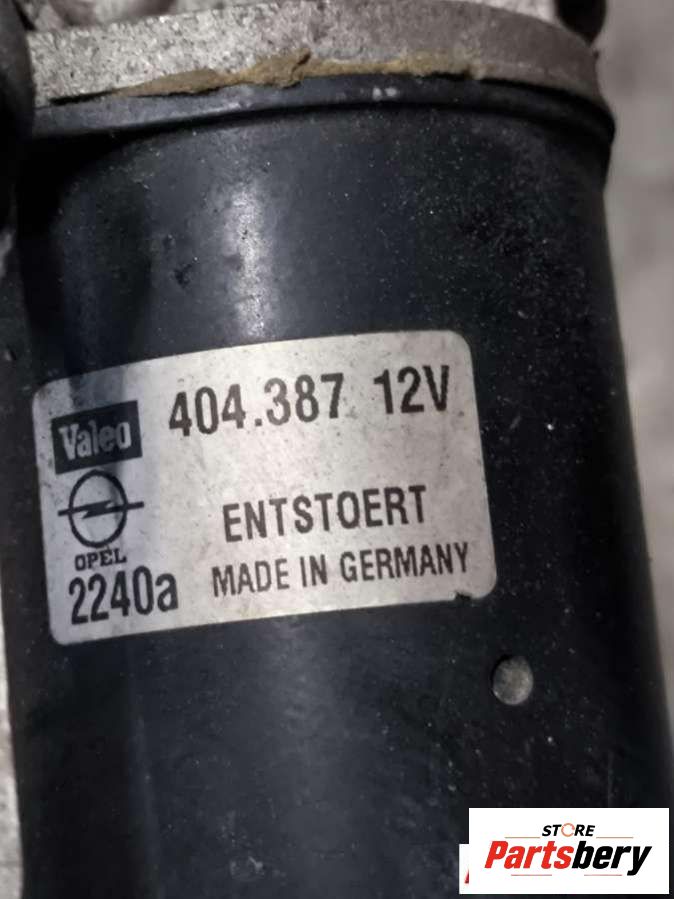 404.387 12V
Valeo
ENTSTOERT
OPEL
2240a MADE IN GERMANY
STORE
Partsbery